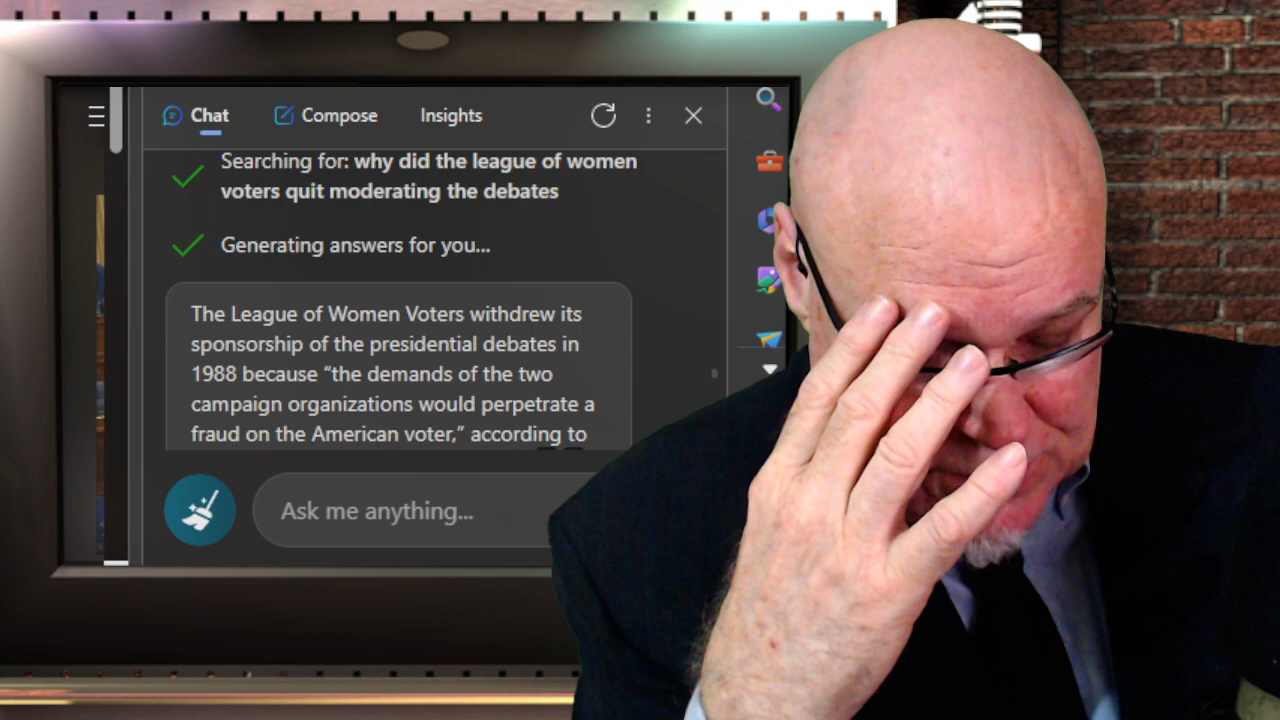 Chat Compose Insights
Searching for: why did the league of women
voters quit moderating the debates
Generating answers for you...
The League of Women Voters withdrew its
sponsorship of the presidential debates in
1988 because “the demands of the two
campaign organizations would perpetrate a
fraud on the American voter,” according to
Ask me anything...